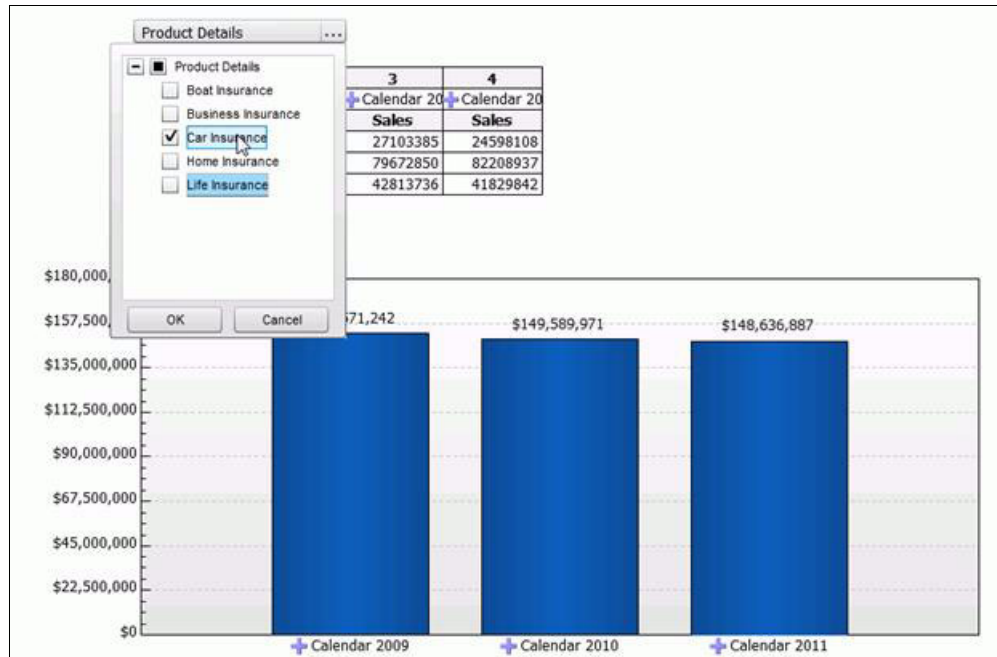 Product Details ...
Product Details
Boat Insurance
Business Insurance
Car Insurance
Home Insurance
Life Insurance
OK Cancel
3 4
Calendar 20 Calendar 20
Sales Sales
27103385 24598108
79672850 82208937
42813736 41829842
$180,000,
$157,500,
$135,000,000
$112,500,000
$90,000,000
$67,500,000
$45,000,000
$22,500,000
$0
71,242 $149,589,971 $148,636,887
Calendar 2009 Calendar 2010 Calendar 2011